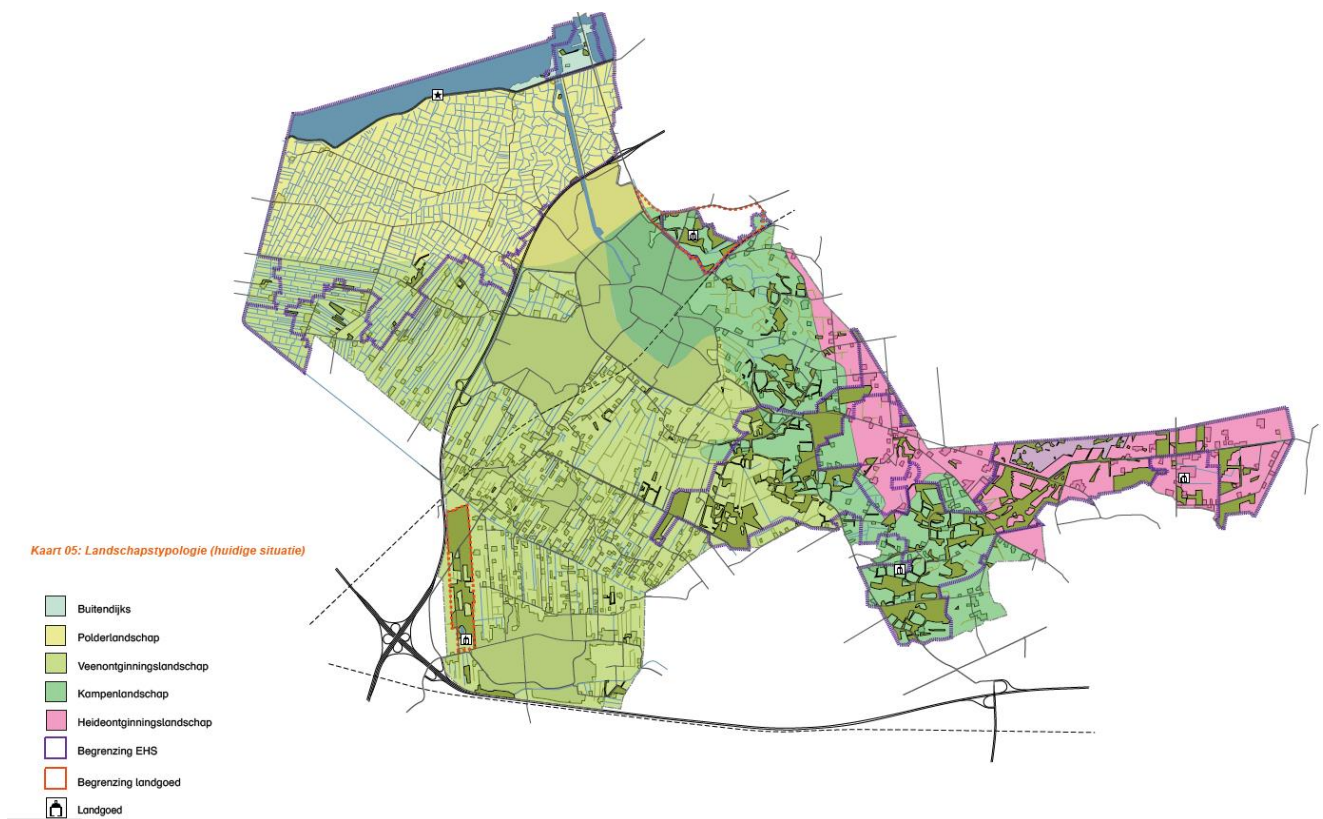 Kaart 05: Landschapstypologie (huidige situatie)
Buitendijks
Polderlandschap
Veenontginningslandschap
Kampenlandschap
Heideontginningslandschap
Begrenzing EHS
Begrenzing landgoed
Landgoed